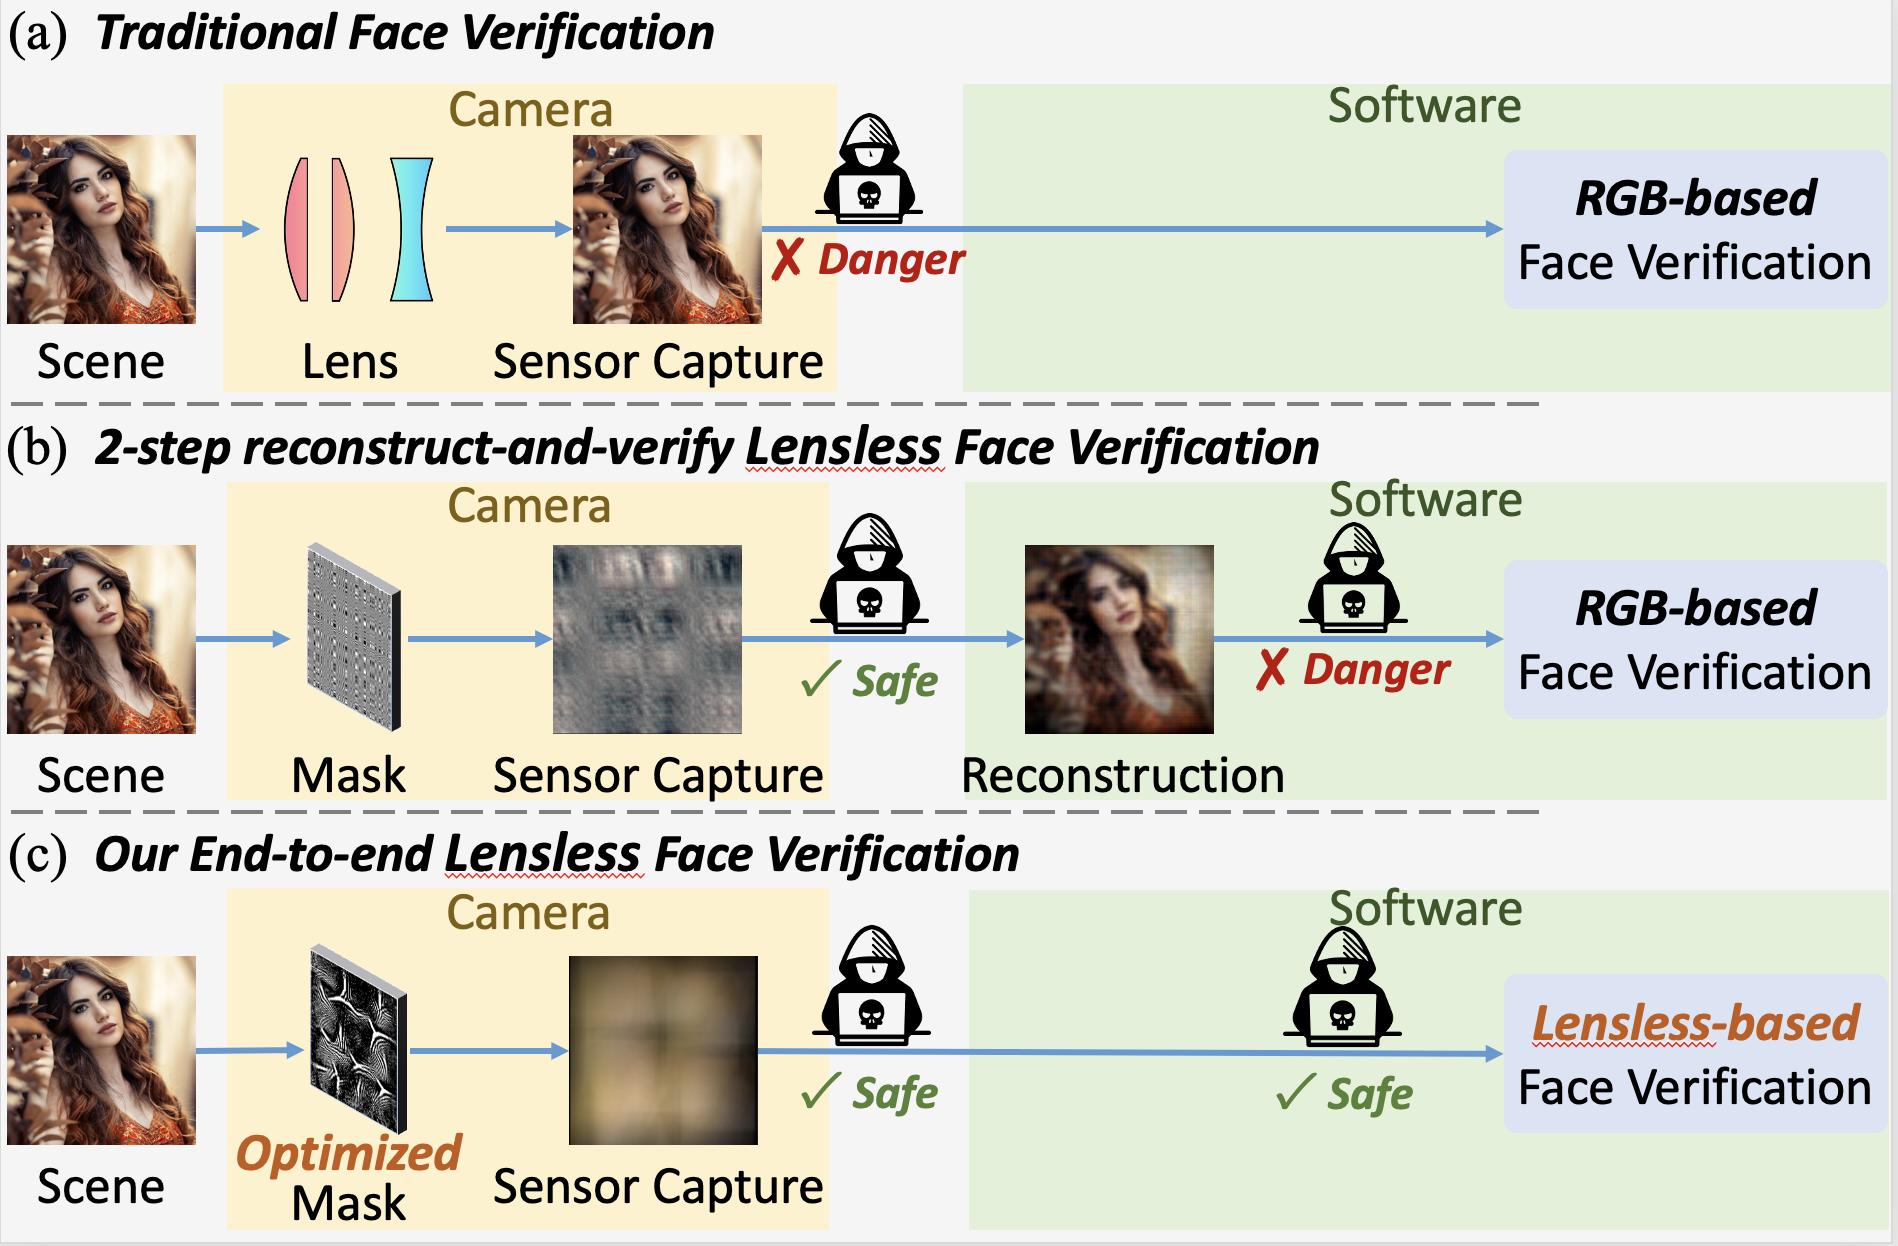 (a) Traditional Face Verification
Camera
Software
✗ Danger
RGB-based
Face Verification
Scene
Lens
Sensor Capture
(b) 2-step reconstruct-and-verify Lensless Face Verification
Camera
Software
✓ Safe
✗ Danger
RGB-based
Face Verification
Scene
Mask
Sensor Capture
Reconstruction
(c) Our End-to-end Lensless Face Verification
Camera
Software
✓ Safe
✓ Safe
Lensless-based
Face Verification
Scene
Optimized
Mask
Sensor Capture